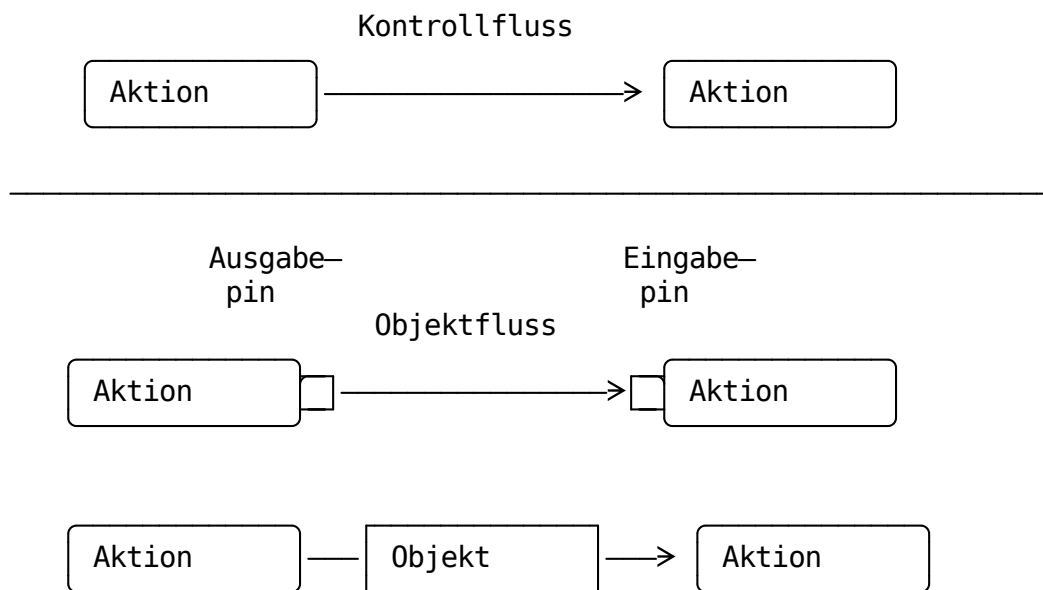 Kontrollfluss
Aktion Aktion
Ausgabe– Eingabe–
pin pin
Objektfluss
Aktion Aktion
Aktion Objekt Aktion